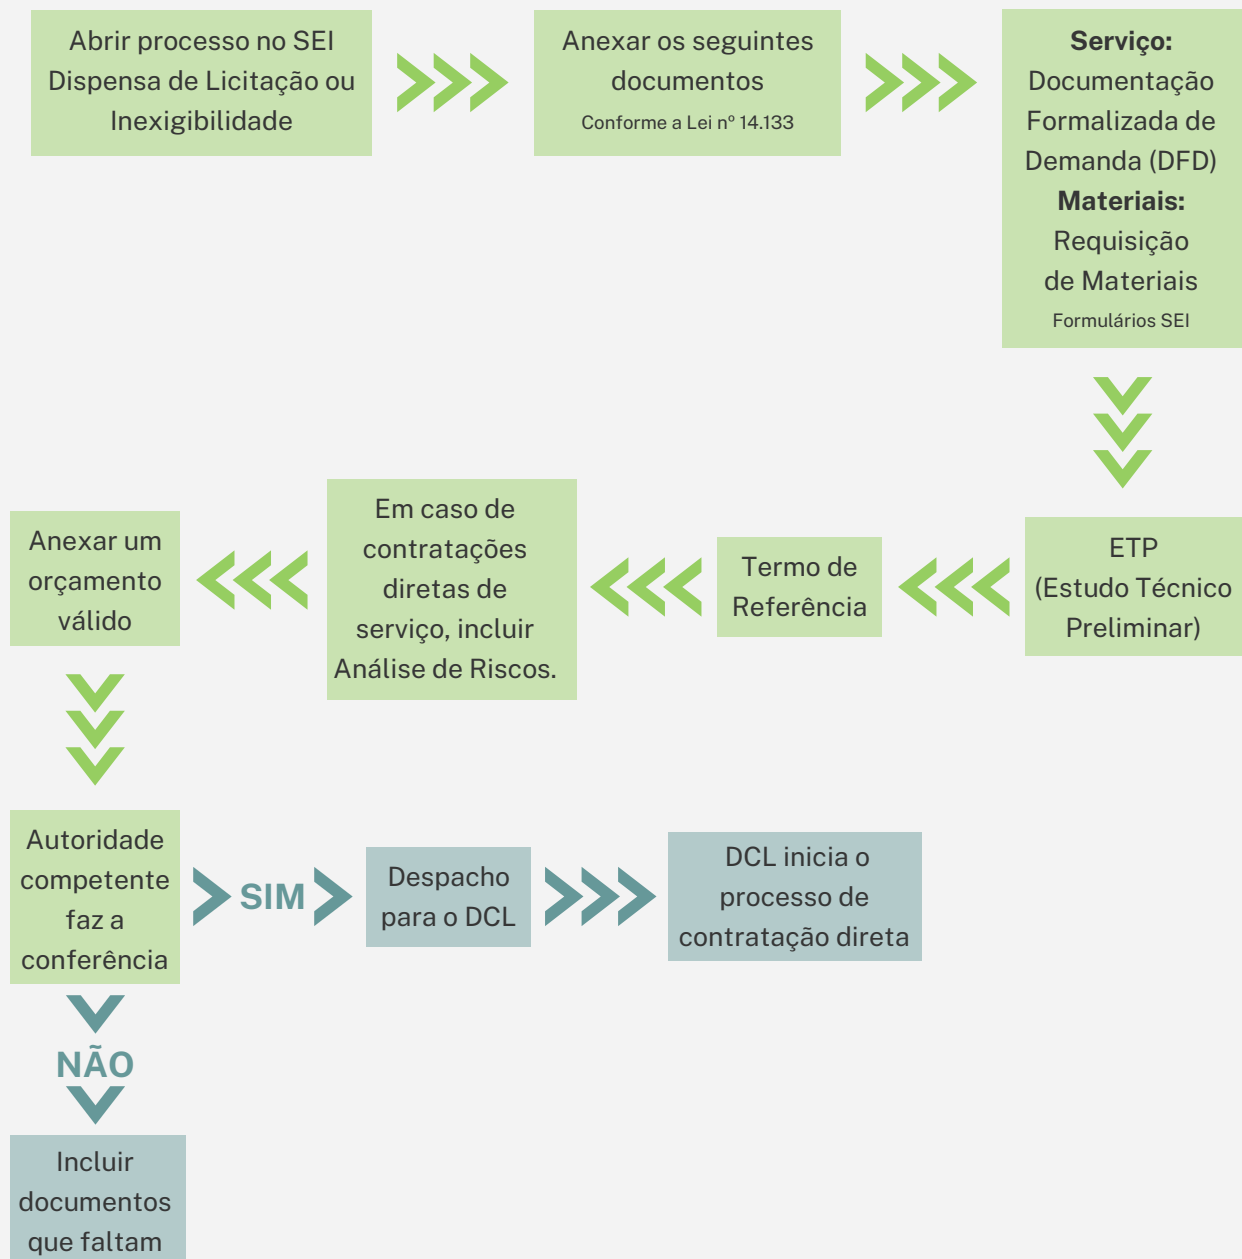 Abrir processo no SEI
Dispensa de Licitação ou
Inexigibilidade
Anexar os seguintes
documentos
Conforme a Lei nº 14.133
Serviço:
Documentação
Formalizada de
Demanda (DFD)
Materiais:
Requisição
de Materiais
Formulários SEI
ETP
(Estudo Técnico
Preliminar)
Termo de
Referência
Em caso de
contratações
diretas de
serviço, incluir
Análise de Riscos.
Anexar um
orçamento
válido
Autoridade
competente
faz a
conferência
SIM
Despacho
para o DCL
DCL inicia o
processo de
contratação direta
NÃO
Incluir
documentos
que faltam